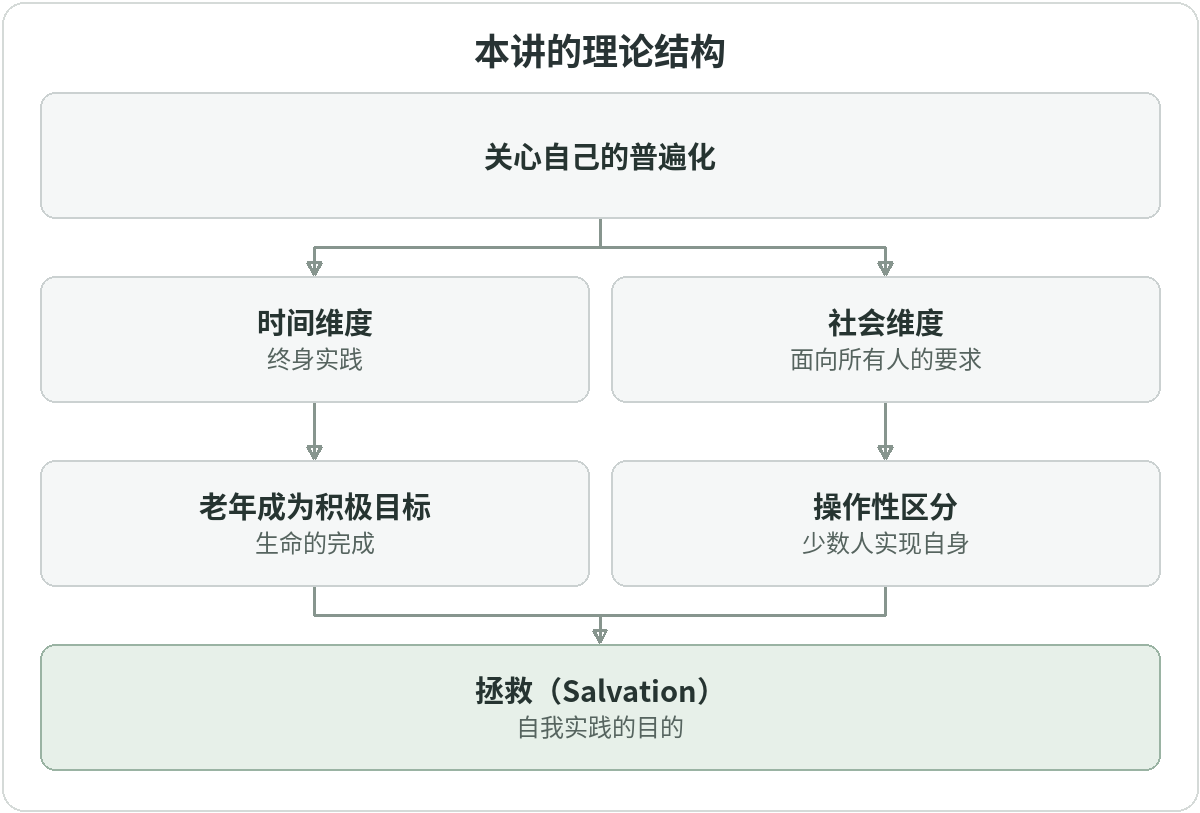 本讲的理论结构
关心自己的普遍化
时间维度
终身实践
社会维度
面向所有人的要求
老年成为积极目标
生命的完成
操作性区分
少数人实现自身
拯救（Salvation）
自我实践的目的